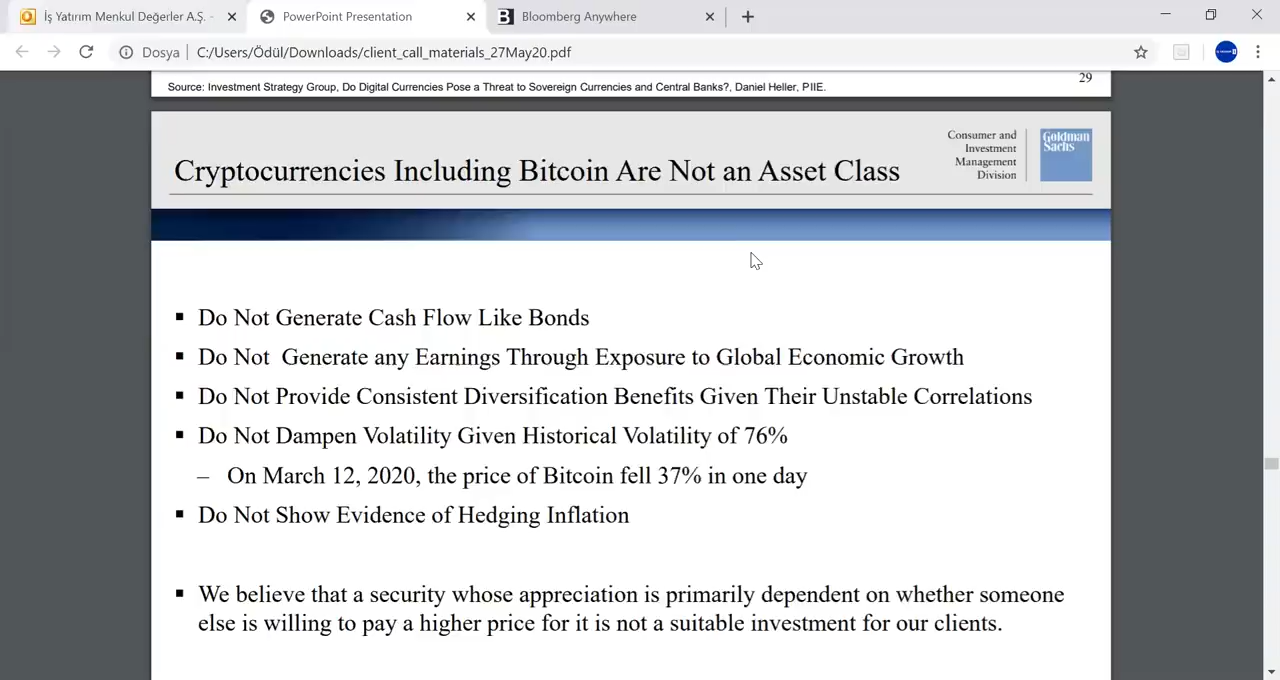 İş Yatırım Menkul Değerler A.Ş. -
PowerPoint Presentation
B
Bloomberg Anywhere
Dosya
C:/Users/Ödül/Downloads/client_call_materials_27May20.pdf
29
Source: Investment Strategy Group, Do Digital Currencies Pose a Threat to Sovereign Currencies and Central Banks?, Daniel Heller, PIIE.
Cryptocurrencies Including Bitcoin Are Not an Asset Class
Consumer and
Investment
Management
Division
Goldman
Sachs
▪ Do Not Generate Cash Flow Like Bonds
▪ Do Not  Generate any Earnings Through Exposure to Global Economic Growth
▪ Do Not Provide Consistent Diversification Benefits Given Their Unstable Correlations
▪ Do Not Dampen Volatility Given Historical Volatility of 76%
– On March 12, 2020, the price of Bitcoin fell 37% in one day
▪ Do Not Show Evidence of Hedging Inflation
▪ We believe that a security whose appreciation is primarily dependent on whether someone
else is willing to pay a higher price for it is not a suitable investment for our clients.